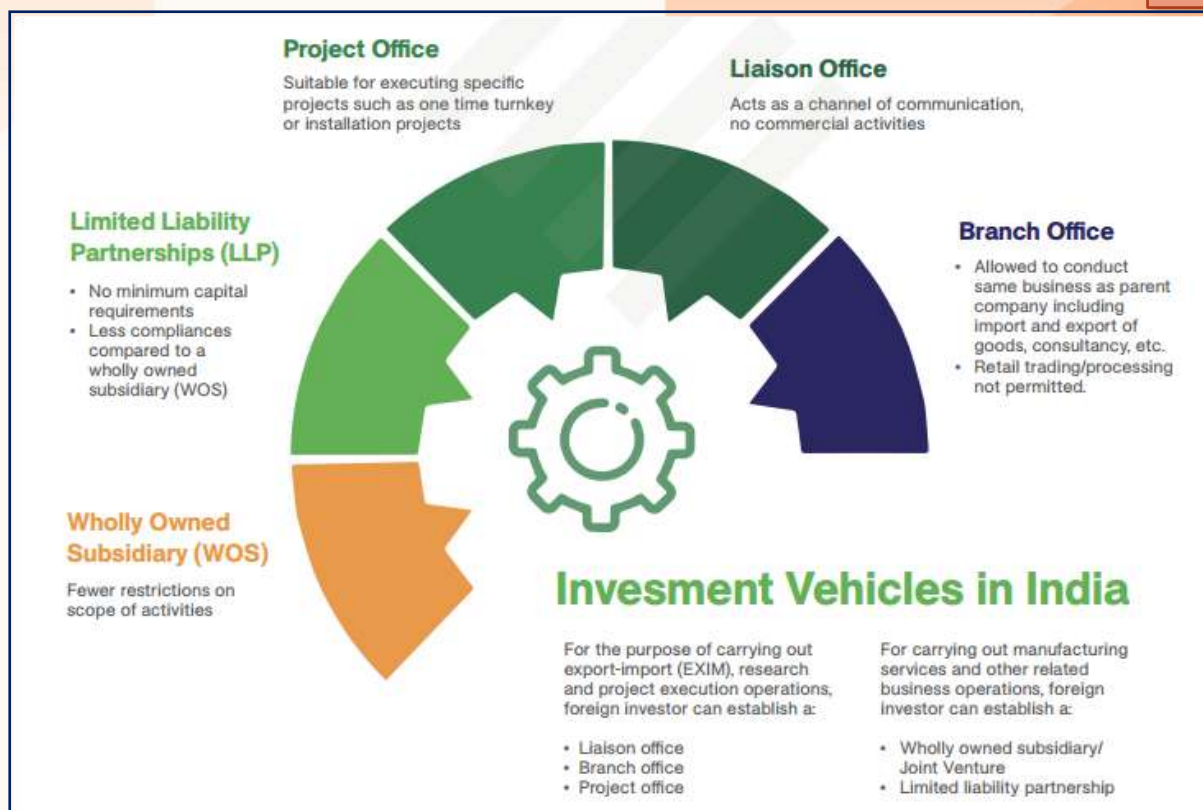 Project Office
Suitable for executing specific
projects such as one time turnkey
or installation projects
Liaison Office
Acts as a channel of communication,
no commercial activities
Limited Liability
Partnerships (LLP)
• No minimum capital
requirements
• Less compliances
compared to a
wholly owned
subsidiary (WOS)
Branch Office
• Allowed to conduct
same business as parent
company including
import and export of
goods, consultancy, etc.
• Retail trading/processing
not permitted.
Wholly Owned
Subsidiary (WOS)
Fewer restrictions on
scope of activities
Invesment Vehicles in India
For the purpose of carrying out
export-import (EXIM), research
and project execution operations,
foreign investor can establish a:
• Liaison office
• Branch office
• Project office
For carrying out manufacturing
services and other related
business operations, foreign
investor can establish a:
• Wholly owned subsidiary/
Joint Venture
• Limited liability partnership